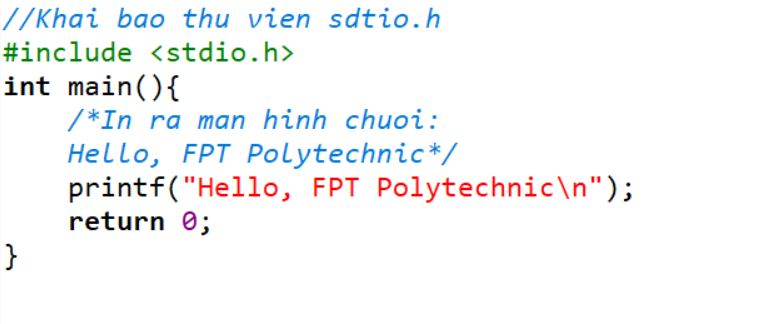 //Khai bao thu vien sdtio.h
#include <stdio.h>
int main(){
/*In ra man hinh chuoi:
Hello, FPT Polytechnic*/
printf("Hello, FPT Polytechnic\n");
return 0;
}